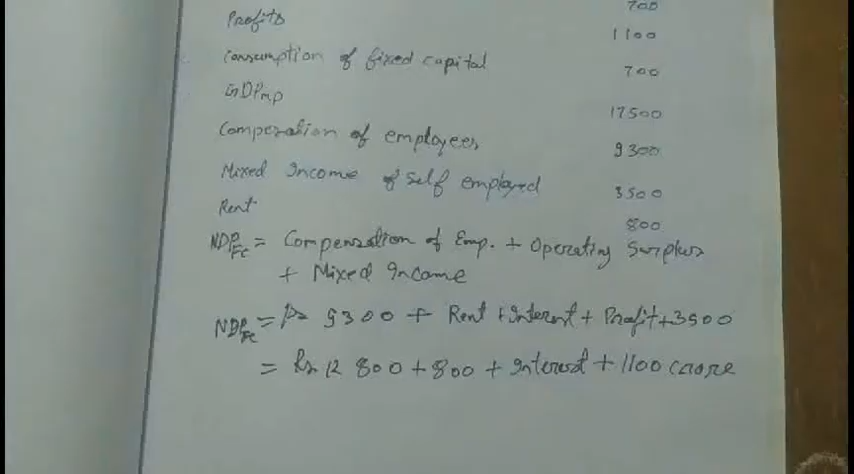 700
Profits 1100
Consumption of fixed capital 700
GDPMP 17500
Compensation of employees 9300
Mixed Income of self employed 3500
Rent 800
NDPFC = Compensation of Emp. + Operating Surplus
+ Mixed Income
NDPFC = Rs 9300 + Rent + Interest + Profit + 3500
= Rs 12 800 + 800 + Interest + 1100 crore